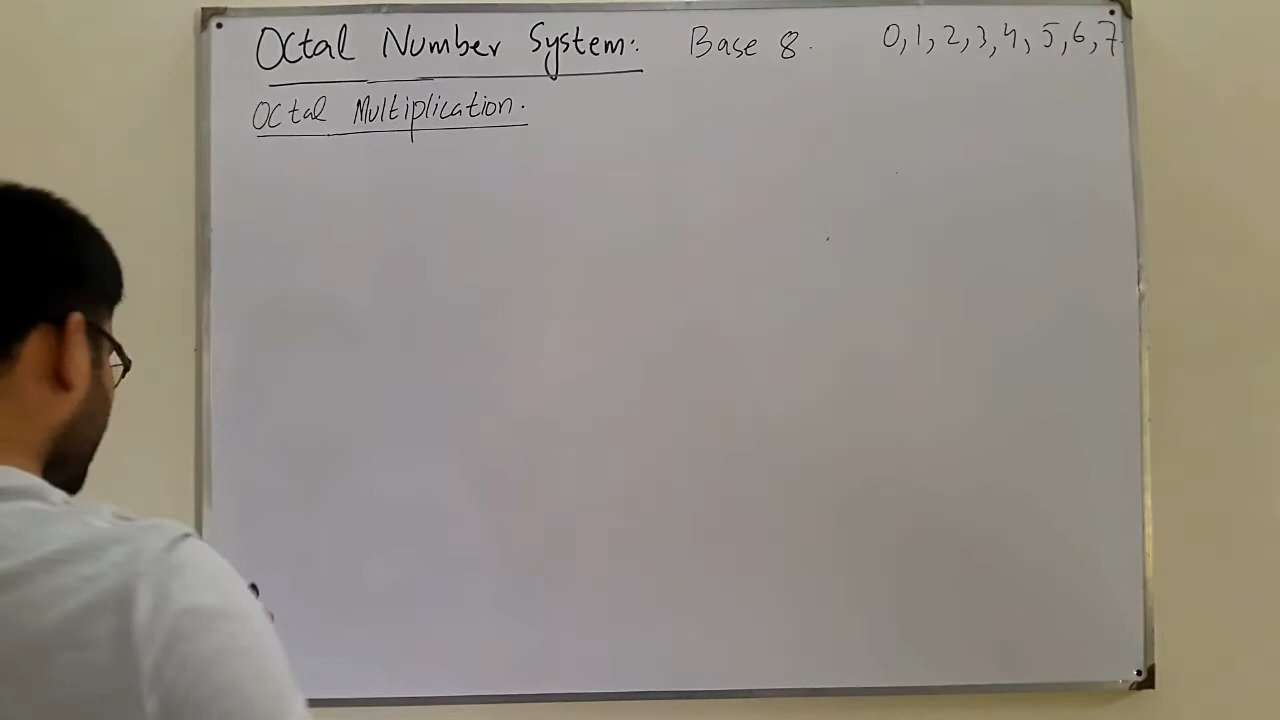 Octal Number System:. Base 8. 0,1,2,3,4,5,6,7.
Octal Multiplication.